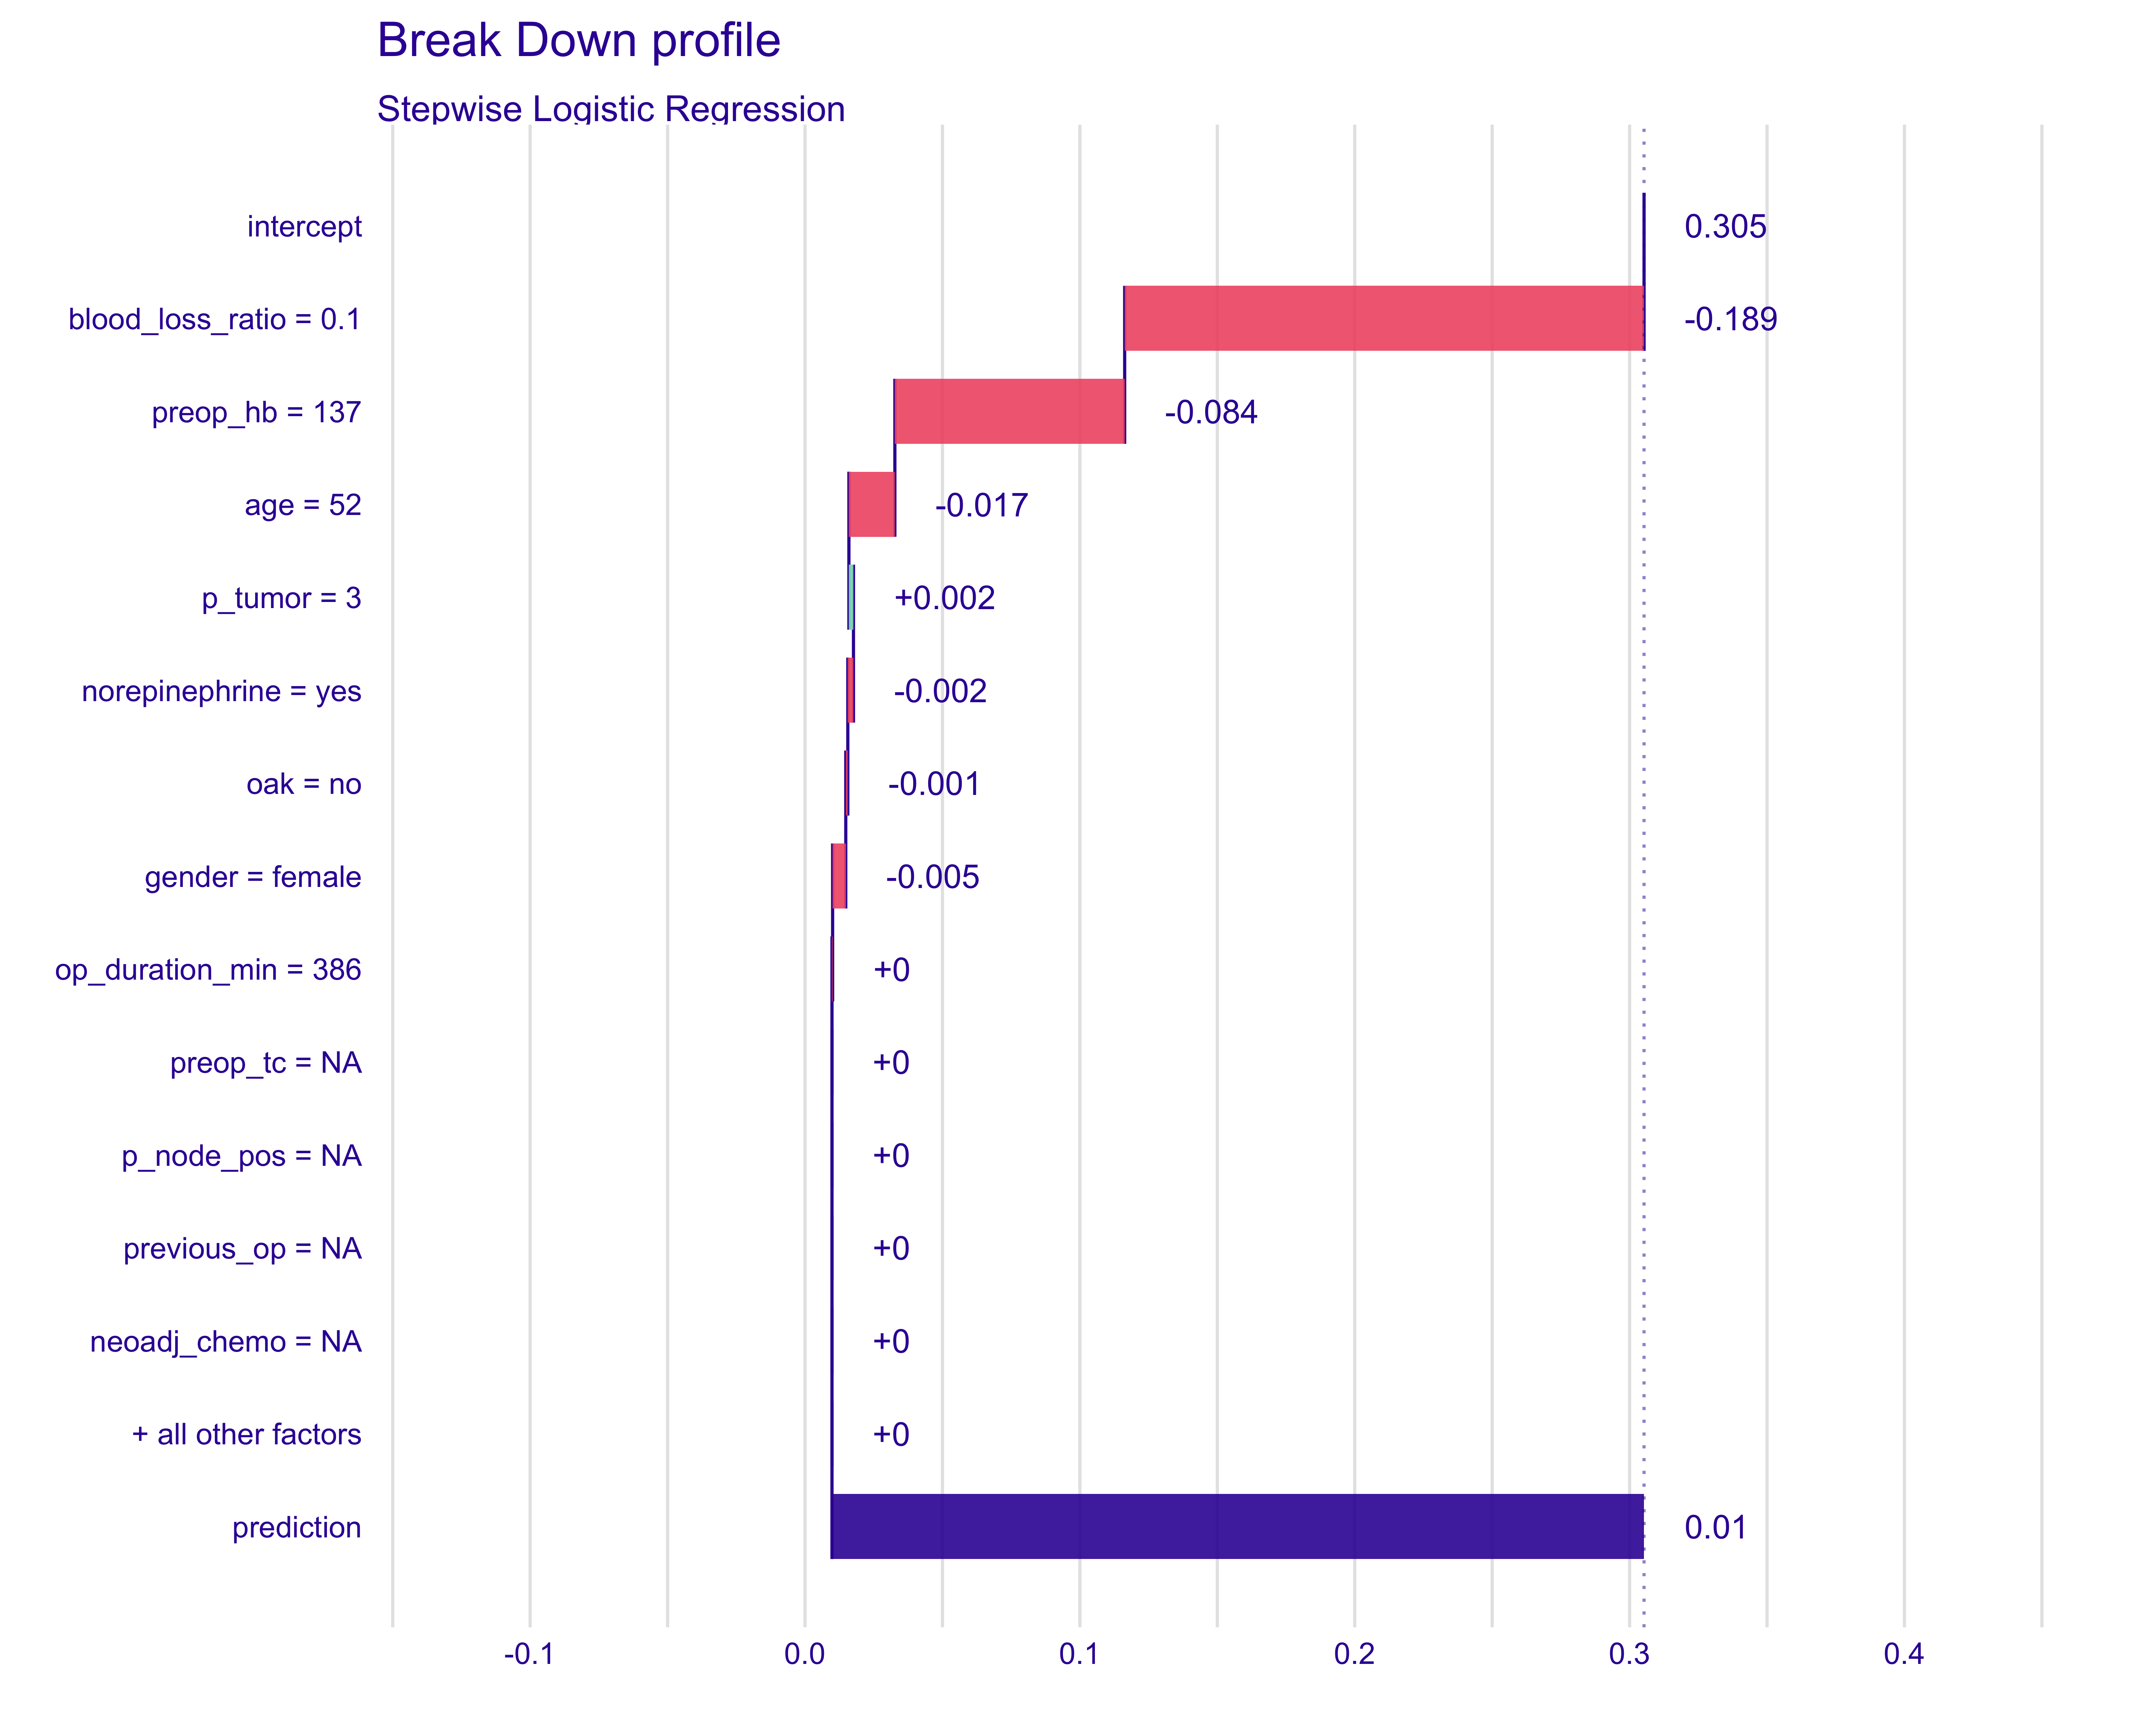 Break Down profile
Stepwise Logistic Regression
intercept 0.305
blood_loss_ratio = 0.1 -0.189
preop_hb = 137 -0.084
age = 52 -0.017
p_tumor = 3 +0.002
norepinephrine = yes -0.002
oak = no -0.001
gender = female -0.005
op_duration_min = 386 +0
preop_tc = NA +0
p_node_pos = NA +0
previous_op = NA +0
neoadj_chemo = NA +0
+ all other factors +0
prediction 0.01
-0.1 0.0 0.1 0.2 0.3 0.4